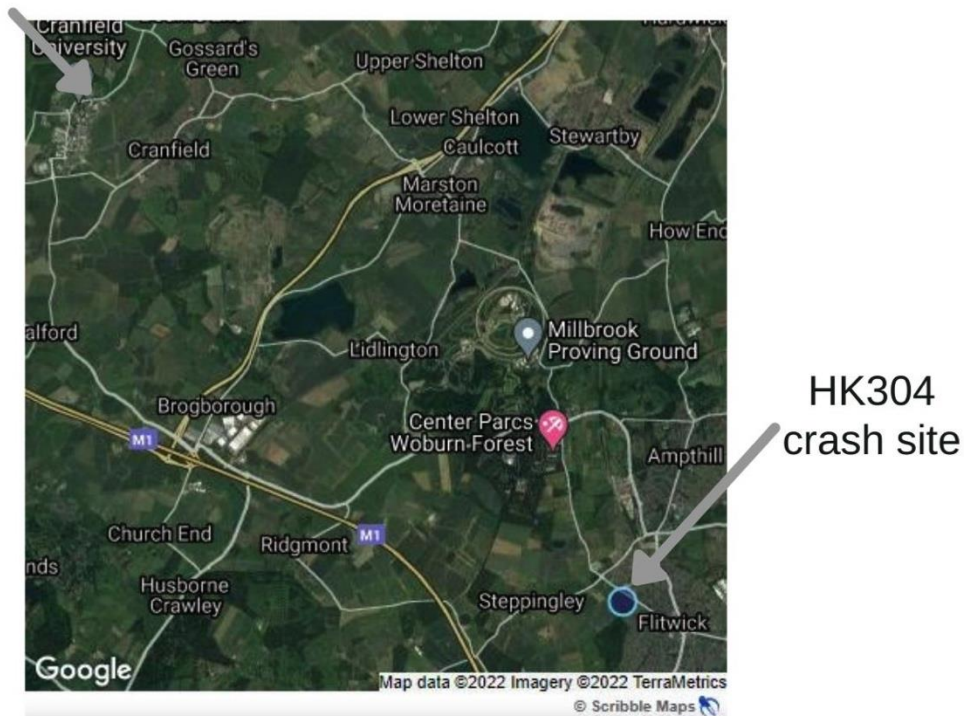 Cranfield
University
Gossard's
Green
Upper Shelton
Lower Shelton
Caulcott
Stewartby
Cranfield
Marston
Moretaine
How End
alford
Lidlington
Millbrook
Proving Ground
HK304
crash site
Brogborough
M1
Center Parcs
Woburn Forest
Ampthill
Church End
Ridgmont
M1
nds
Husborne
Crawley
Steppingley
Flitwick
Google
Map data ©2022 Imagery ©2022 TerraMetrics
© Scribble Maps